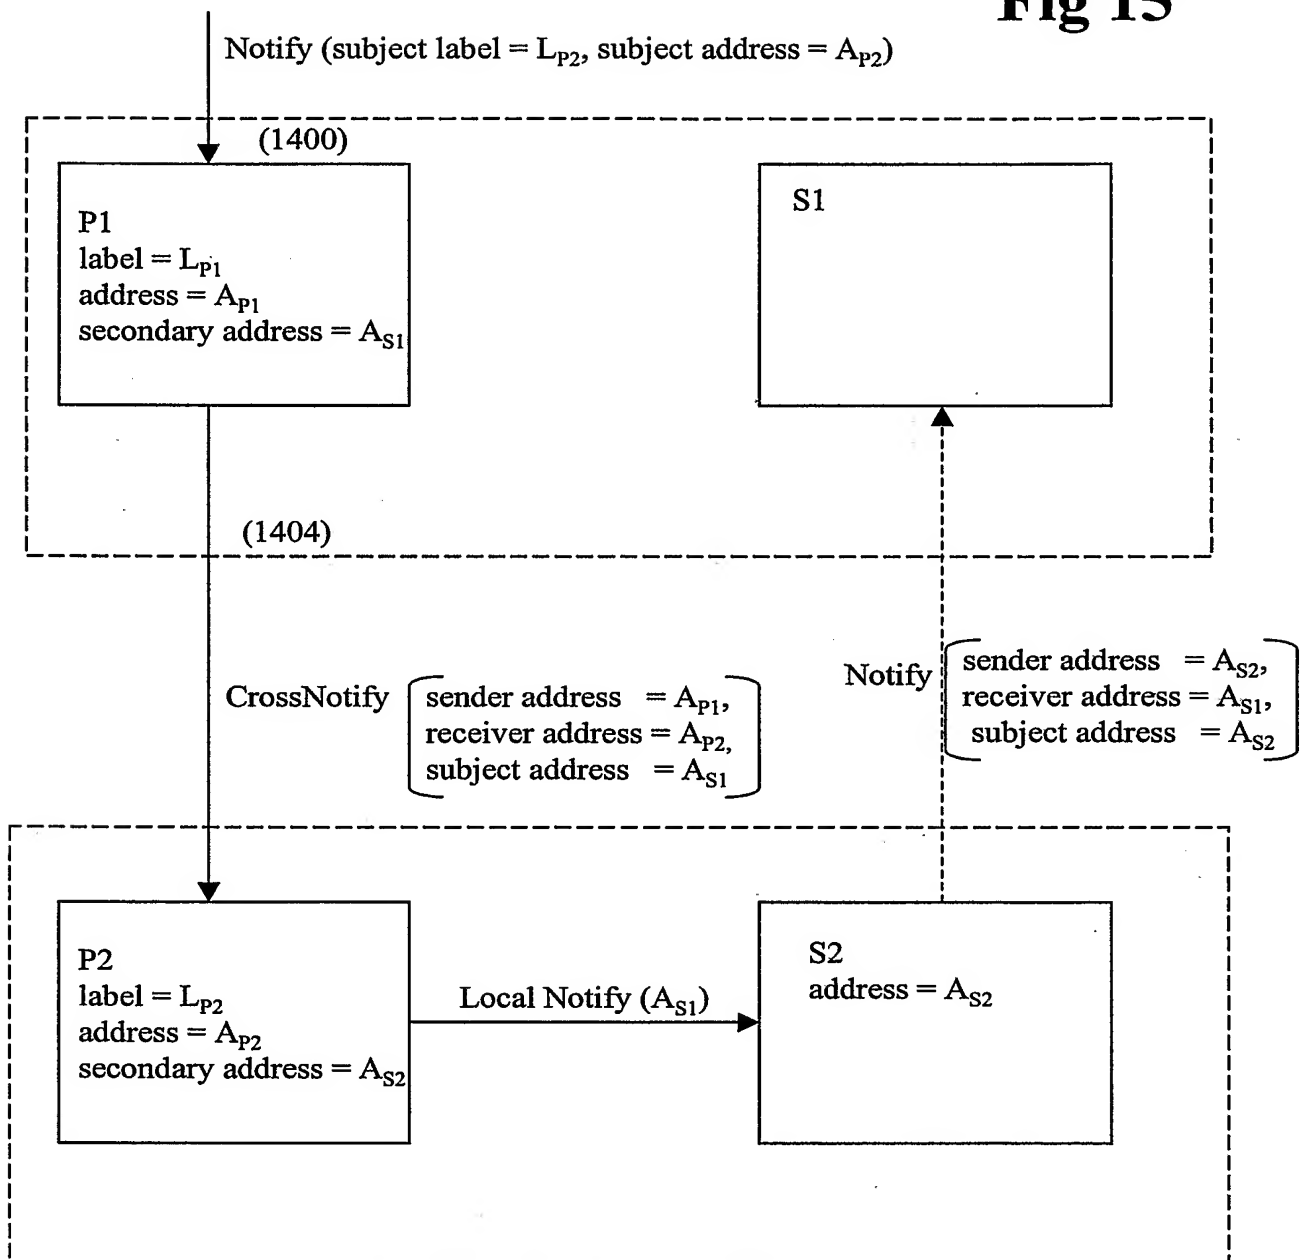 Fig 15
Notify (subject label = L_P2, subject address = A_P2)
(1400)
P1
label = L_P1
address = A_P1
secondary address = A_S1
S1
(1404)
CrossNotify
sender address = A_P1,
receiver address = A_P2,
subject address = A_S1
Notify
sender address = A_S2,
receiver address = A_S1,
subject address = A_S2
P2
label = L_P2
address = A_P2
secondary address = A_S2
Local Notify (A_S1)
S2
address = A_S2